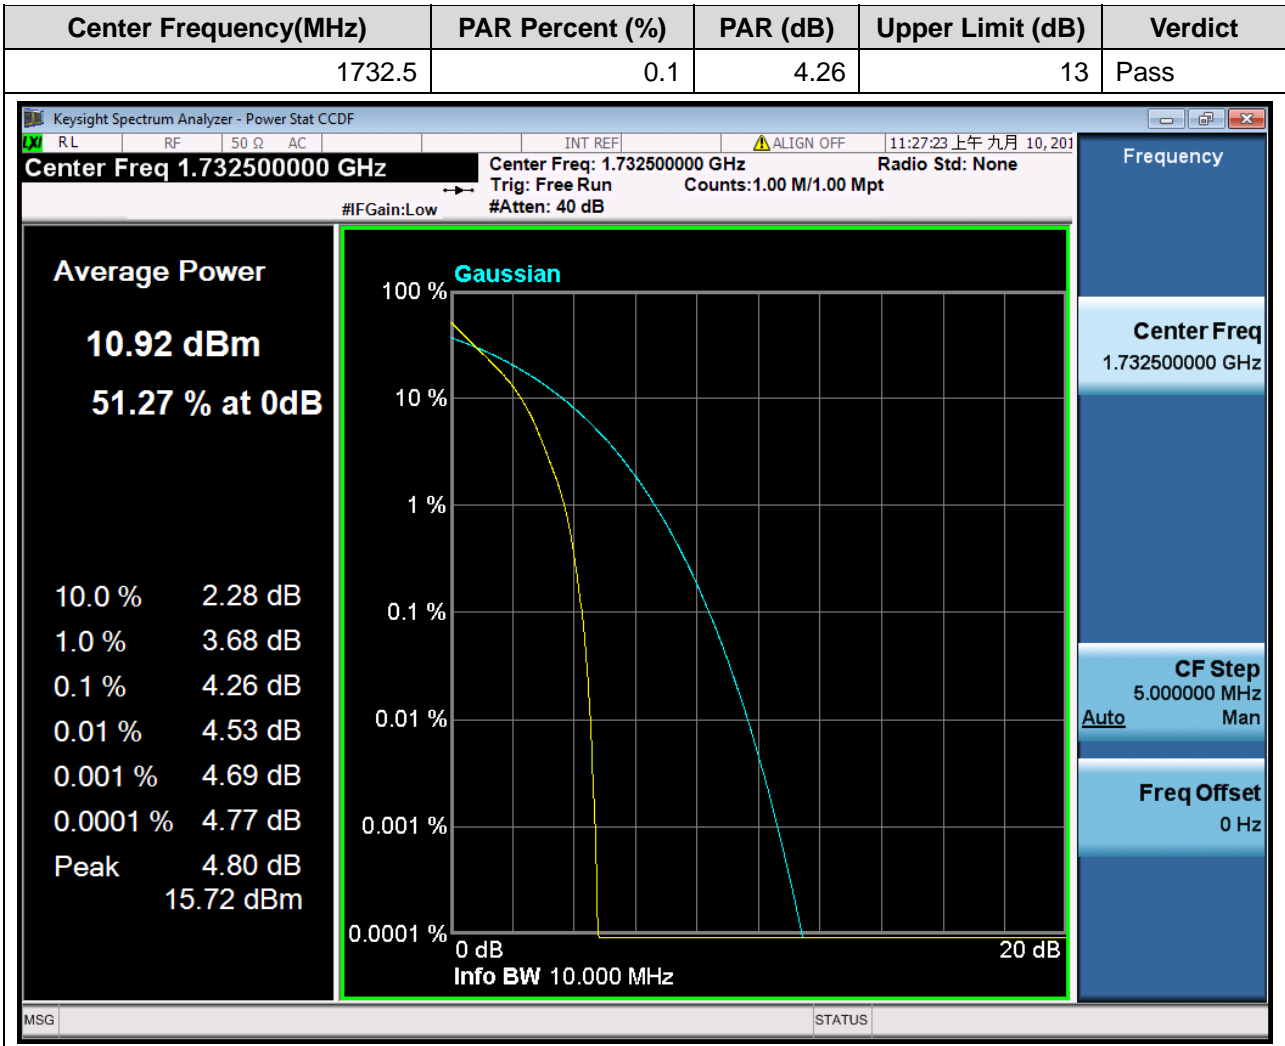 Center Frequency(MHz) PAR Percent (%) PAR (dB) Upper Limit (dB) Verdict
1732.5 0.1 4.26 13 Pass
Keysight Spectrum Analyzer - Power Stat CCDF
LXI RL RF 50 Ω AC INT REF ALIGN OFF 11:27:23 上午 九月 10, 201
Center Freq 1.732500000 GHz
Center Freq: 1.732500000 GHz Radio Std: None
Trig: Free Run Counts:1.00 M/1.00 Mpt
#IFGain:Low #Atten: 40 dB
Average Power
10.92 dBm
51.27 % at 0dB
10.0 % 2.28 dB
1.0 % 3.68 dB
0.1 % 4.26 dB
0.01 % 4.53 dB
0.001 % 4.69 dB
0.0001 % 4.77 dB
Peak 4.80 dB
15.72 dBm
Gaussian
100 %
10 %
1 %
0.1 %
0.01 %
0.001 %
0.0001 %
0 dB 20 dB
Info BW 10.000 MHz
Frequency
Center Freq
1.732500000 GHz
CF Step
5.000000 MHz
Auto Man
Freq Offset
0 Hz
MSG STATUS